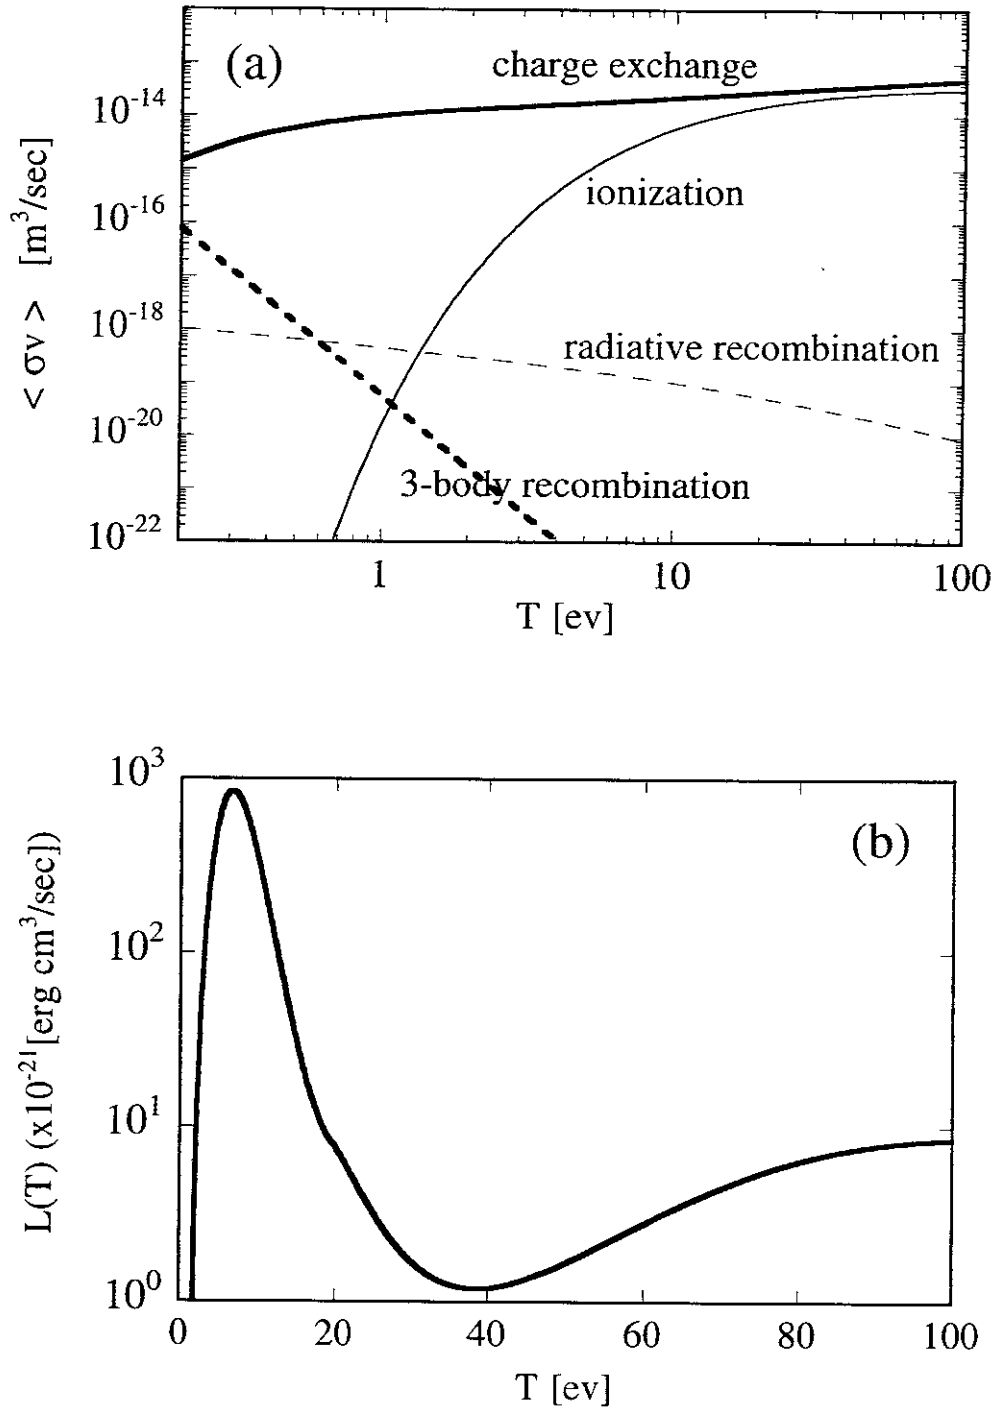 (a)
charge exchange
10^-14
ionization
10^-16
< σv > [m^3/sec]
10^-18
radiative recombination
10^-20
3-body recombination
10^-22
1 10 100
T [ev]
10^3
(b)
10^2
L(T) (x10^-21[erg cm^3/sec])
10^1
10^0
0 20 40 60 80 100
T [ev]